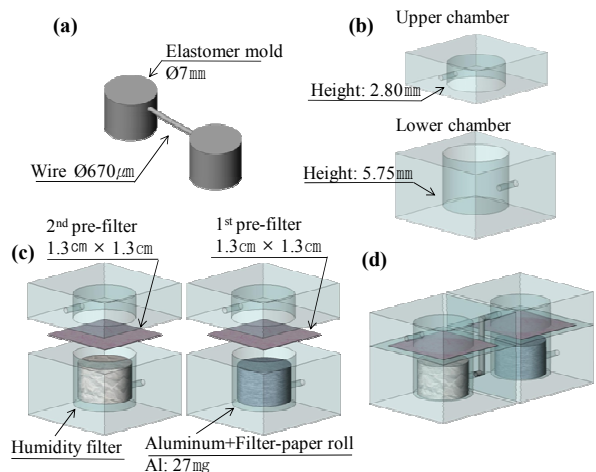 (a)
Elastomer mold
Ø7㎜
Wire Ø670㎛
(b)
Upper chamber
Height: 2.80㎜
Lower chamber
Height: 5.75㎜
(c)
2nd pre-filter
1.3㎝ × 1.3㎝
1st pre-filter
1.3㎝ × 1.3㎝
Humidity filter
Aluminum+Filter-paper roll
Al: 27㎎
(d)